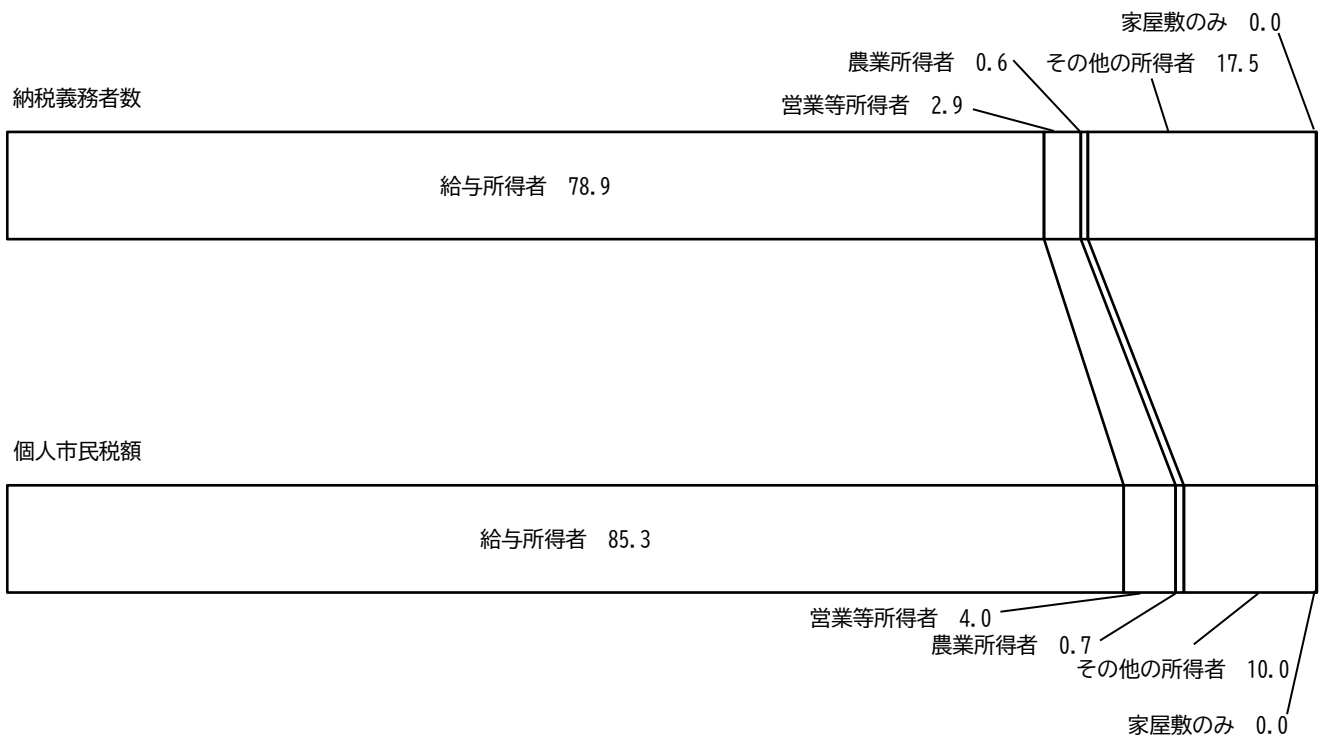 家屋敷のみ 0.0
農業所得者 0.6
その他の所得者 17.5
納税義務者数
営業等所得者 2.9
給与所得者 78.9
個人市民税額
給与所得者 85.3
営業等所得者 4.0
農業所得者 0.7
その他の所得者 10.0
家屋敷のみ 0.0